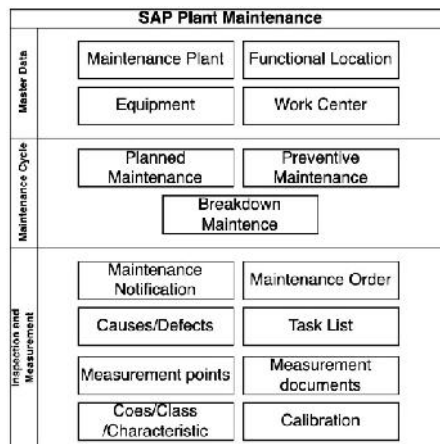 SAP Plant Maintenance
Master Data
Maintenance Plant
Functional Location
Equipment
Work Center
Maintenance Cycle
Planned
Maintenance
Preventive
Maintenance
Breakdown
Maintence
Inspection and
Measurement
Maintenance
Notification
Maintenance Order
Causes/Defects
Task List
Measurement points
Measurement
documents
Coes/Class
/Characteristic
Calibration